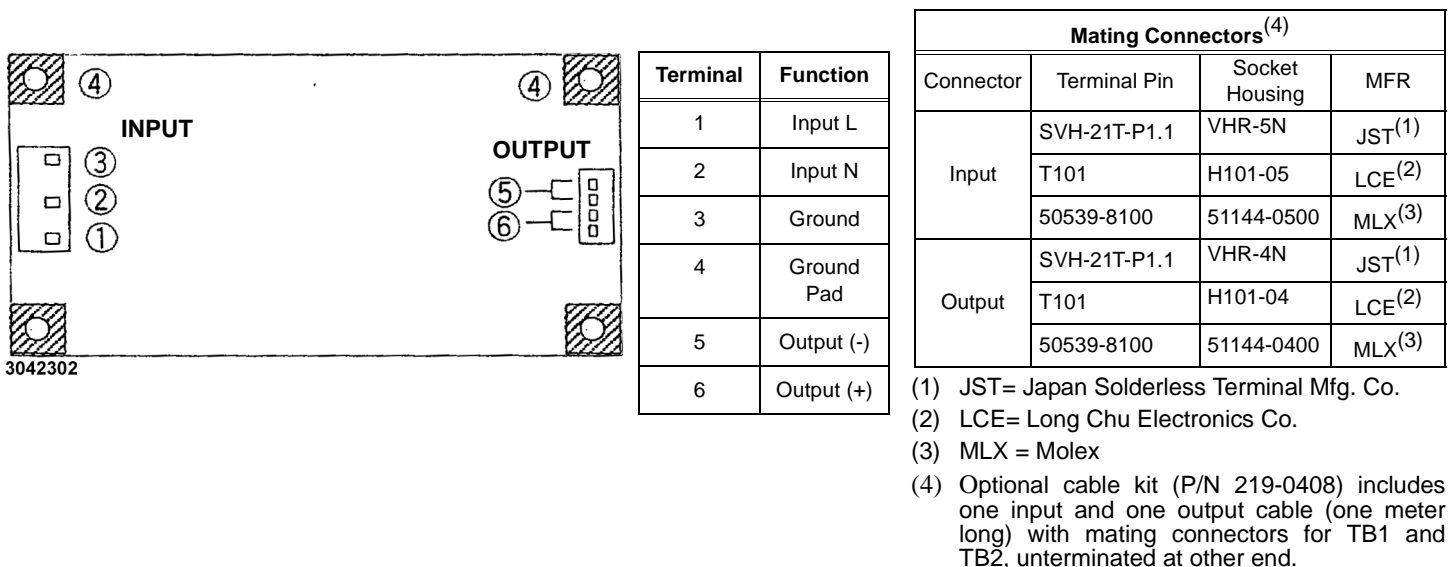 ④ ④
INPUT
③
②
①
OUTPUT
⑤
⑥
3042302
Terminal Function
1 Input L
2 Input N
3 Ground
4 Ground
Pad
5 Output (-)
6 Output (+)
Mating Connectors(4)
Connector Terminal Pin Socket Housing MFR
Input SVH-21T-P1.1 VHR-5N JST(1)
T101 H101-05 LCE(2)
50539-8100 51144-0500 MLX(3)
Output SVH-21T-P1.1 VHR-4N JST(1)
T101 H101-04 LCE(2)
50539-8100 51144-0400 MLX(3)
(1) JST= Japan Solderless Terminal Mfg. Co.
(2) LCE= Long Chu Electronics Co.
(3) MLX = Molex
(4) Optional cable kit (P/N 219-0408) includes
one input and one output cable (one meter
long) with mating connectors for TB1 and
TB2, unterminated at other end.